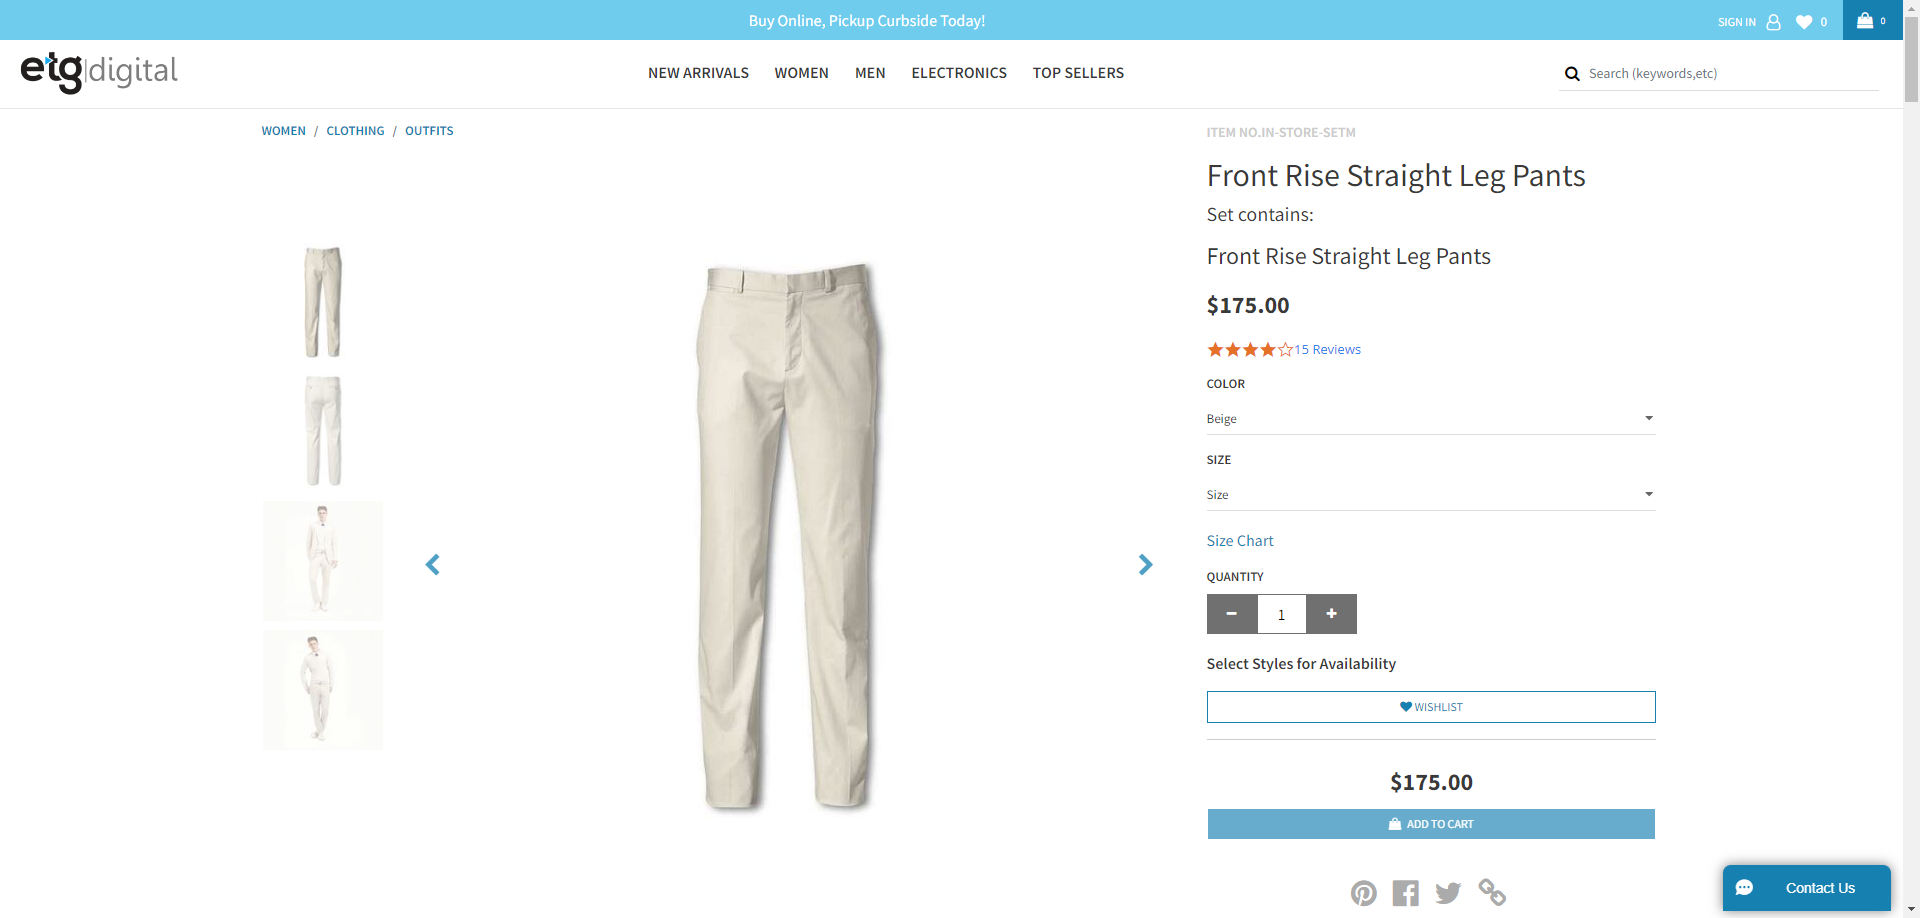 Buy Online, Pickup Curbside Today!
SIGN IN
0
0
etg|digital
NEW ARRIVALS
WOMEN
MEN
ELECTRONICS
TOP SELLERS
Search (keywords,etc)
WOMEN / CLOTHING / OUTFITS
ITEM NO.IN-STORE-SETM
Front Rise Straight Leg Pants
Set contains:
Front Rise Straight Leg Pants
$175.00
15 Reviews
COLOR
Beige
SIZE
Size
Size Chart
QUANTITY
1
Select Styles for Availability
WISHLIST
$175.00
ADD TO CART
Contact Us